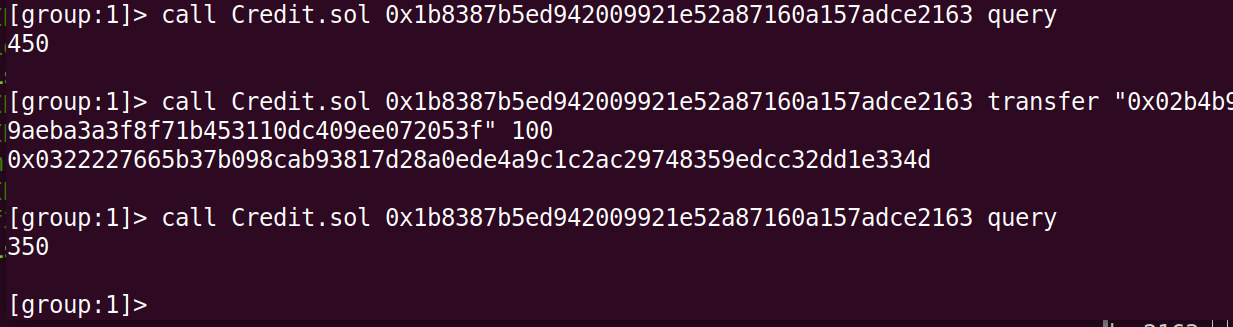 [group:1]> call Credit.sol 0x1b8387b5ed942009921e52a87160a157adce2163 query
450
[group:1]> call Credit.sol 0x1b8387b5ed942009921e52a87160a157adce2163 transfer "0x02b4b9
9aeba3a3f8f71b453110dc409ee072053f" 100
0x0322227665b37b098cab93817d28a0ede4a9c1c2ac29748359edcc32dd1e334d
[group:1]> call Credit.sol 0x1b8387b5ed942009921e52a87160a157adce2163 query
350
[group:1]>